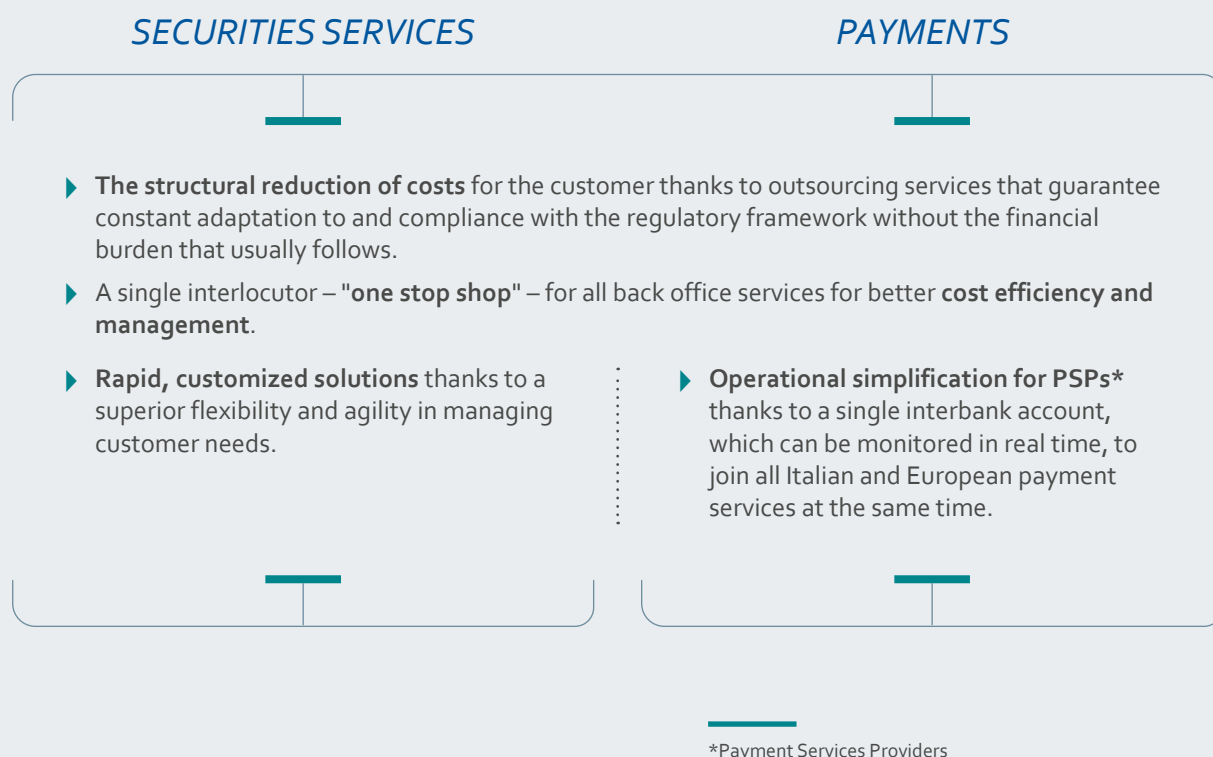 SECURITIES SERVICES
PAYMENTS
The structural reduction of costs for the customer thanks to outsourcing services that guarantee
constant adaptation to and compliance with the regulatory framework without the financial
burden that usually follows.
A single interlocutor – "one stop shop" – for all back office services for better cost efficiency and
management.
Rapid, customized solutions thanks to a
superior flexibility and agility in managing
customer needs.
Operational simplification for PSPs*
thanks to a single interbank account,
which can be monitored in real time, to
join all Italian and European payment
services at the same time.
*Payment Services Providers